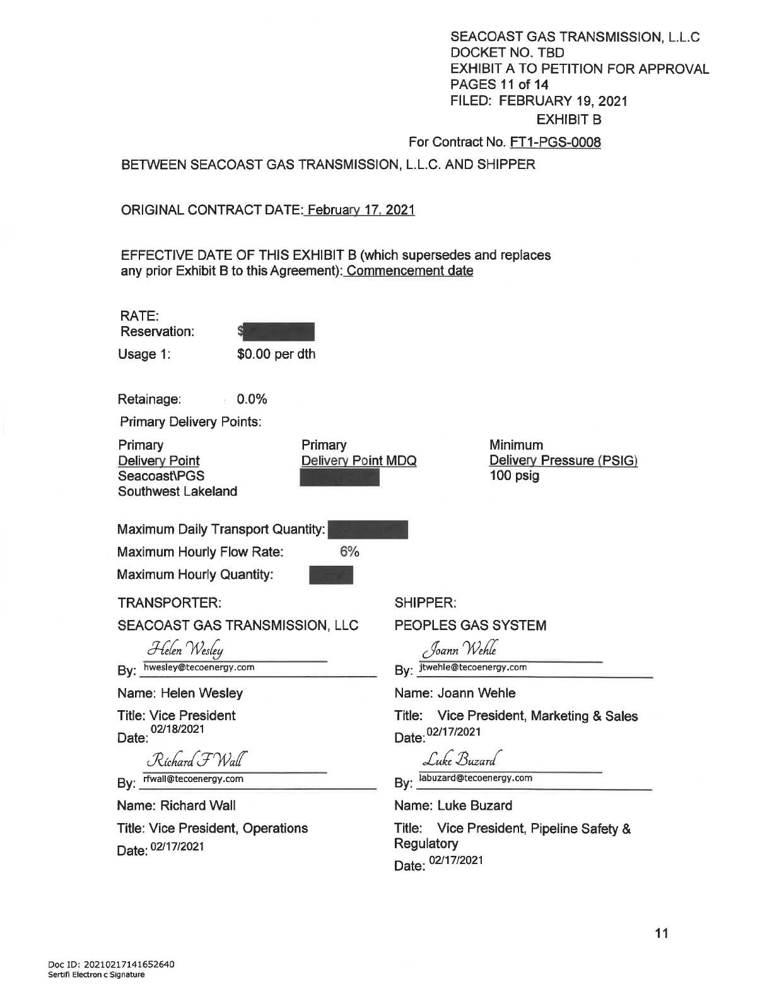 SEACOAST GAS TRANSMISSION, L.L.C
DOCKET NO. TBD
EXHIBIT A TO PETITION FOR APPROVAL
PAGES 11 of 14
FILED: FEBRUARY 19, 2021
EXHIBIT B
For Contract No. FT1-PGS-0008
BETWEEN SEACOAST GAS TRANSMISSION, L.L.C. AND SHIPPER
ORIGINAL CONTRACT DATE: February 17, 2021
EFFECTIVE DATE OF THIS EXHIBIT B (which supersedes and replaces
any prior Exhibit B to this Agreement): Commencement date
RATE:
Reservation: $
Usage 1: $0.00 per dth
Retainage: 0.0%
Primary Delivery Points:
Primary Primary Minimum
Delivery Point Delivery Point MDQ Delivery Pressure (PSIG)
Seacoast\PGS 100 psig
Southwest Lakeland
Maximum Daily Transport Quantity:
Maximum Hourly Flow Rate: 6%
Maximum Hourly Quantity:
TRANSPORTER: SHIPPER:
SEACOAST GAS TRANSMISSION, LLC PEOPLES GAS SYSTEM
Helen Wesley Joann Wehle
By: hwesley@tecoenergy.com By: jtwehle@tecoenergy.com
Name: Helen Wesley Name: Joann Wehle
Title: Vice President Title: Vice President, Marketing & Sales
Date: 02/18/2021 Date: 02/17/2021
Richard F Wall Luke Buzard
By: rfwall@tecoenergy.com By: labuzard@tecoenergy.com
Name: Richard Wall Name: Luke Buzard
Title: Vice President, Operations Title: Vice President, Pipeline Safety &
Regulatory
Date: 02/17/2021 Date: 02/17/2021
11
Doc ID: 20210217141652640
Sertifi Electron c Signature